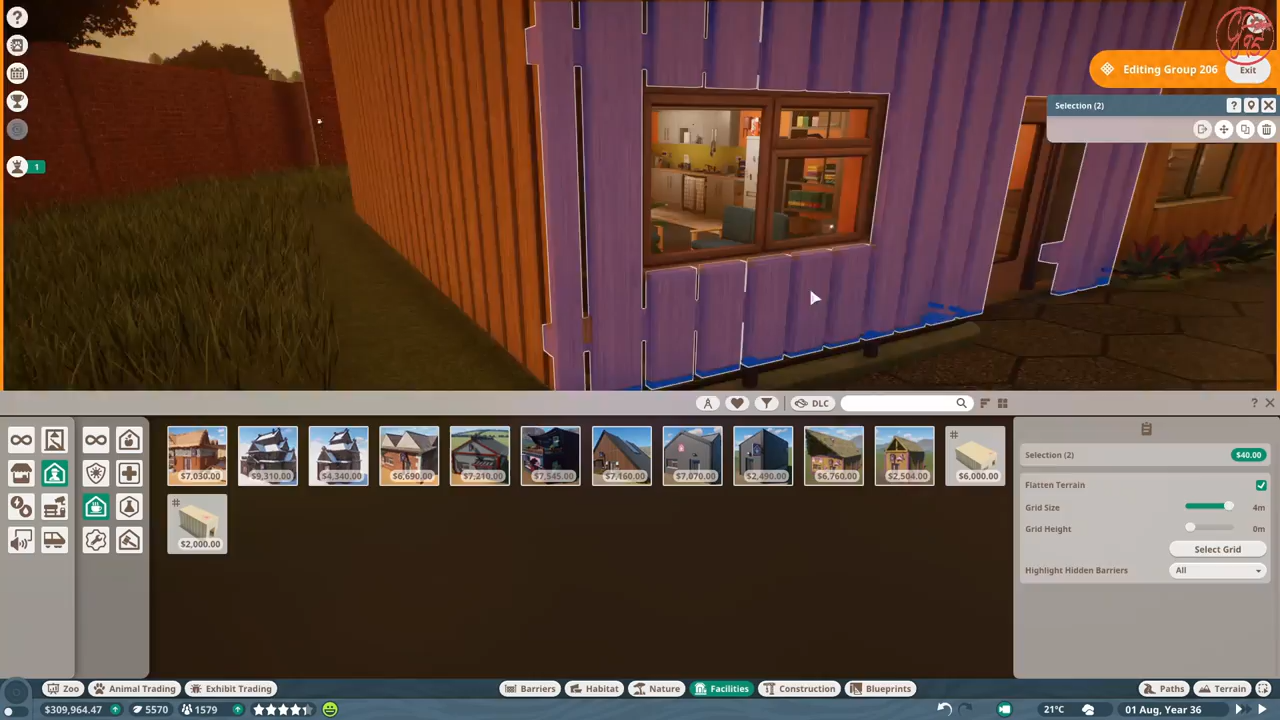 ?
G 95
Editing Group 206
Exit
Selection (2)
?
1
DLC
?
$7,030.00
$9,310.00
$4,340.00
$6,690.00
$7,210.00
$7,545.00
$7,160.00
$7,070.00
$2,490.00
$6,760.00
$2,504.00
$6,000.00
$2,000.00
Selection (2)
$40.00
Flatten Terrain
Grid Size
4m
Grid Height
0m
Select Grid
Highlight Hidden Barriers
All
Zoo
Animal Trading
Exhibit Trading
Barriers
Habitat
Nature
Facilities
Construction
Blueprints
Paths
Terrain
$309,964.47
5570
1579
21°C
01 Aug, Year 36